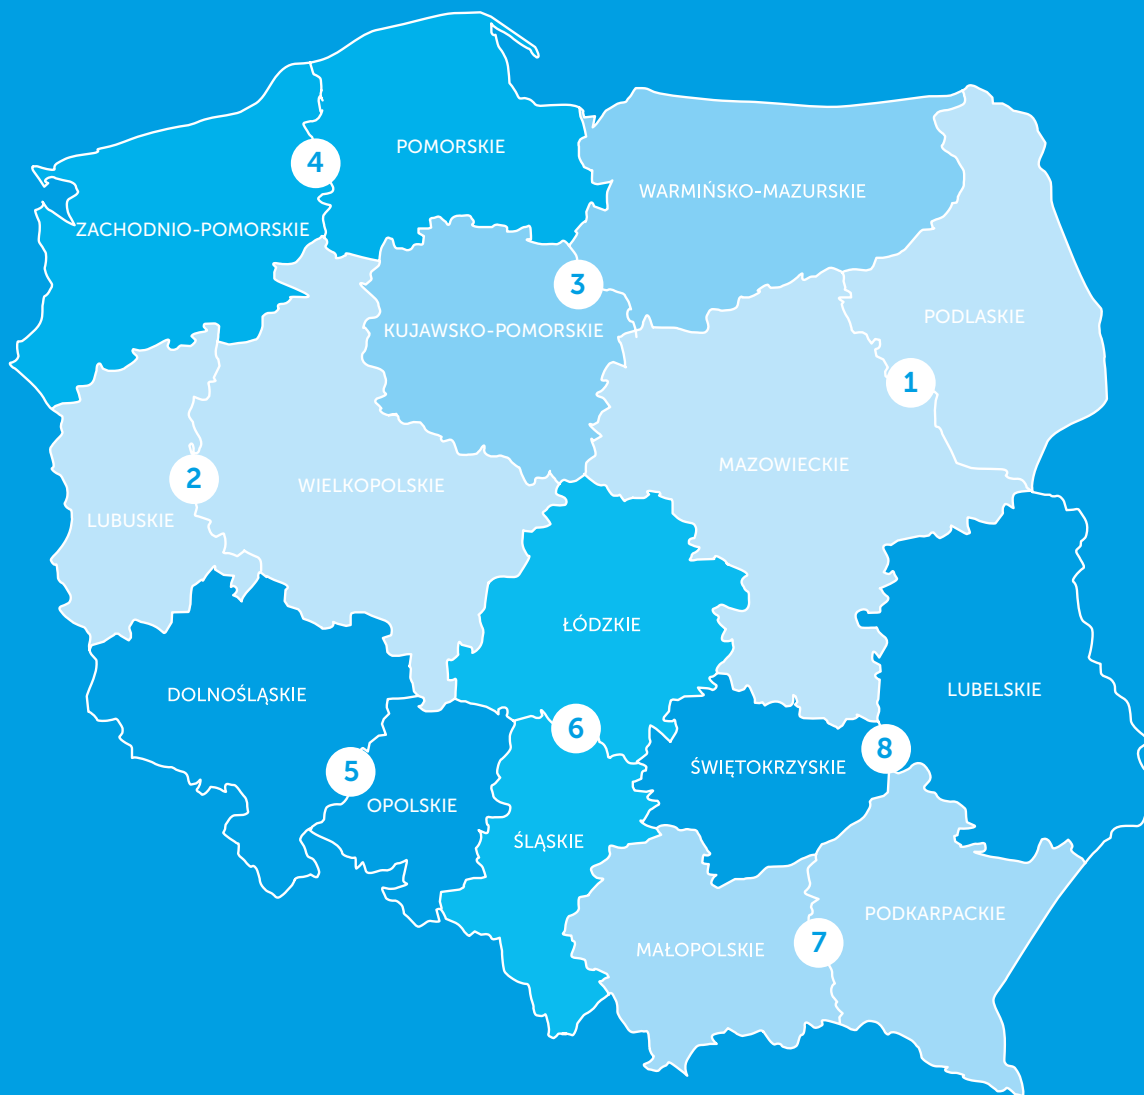 POMORSKIE
4
WARMIŃSKO-MAZURSKIE
ZACHODNIO-POMORSKIE
3
PODLASKIE
KUJAWSKO-POMORSKIE
1
MAZOWIECKIE
2
WIELKOPOLSKIE
LUBUSKIE
ŁÓDZKIE
LUBELSKIE
DOLNOŚLĄSKIE
6
8
ŚWIĘTOKRZYSKIE
5
OPOLSKIE
ŚLĄSKIE
PODKARPACKIE
7
MAŁOPOLSKIE